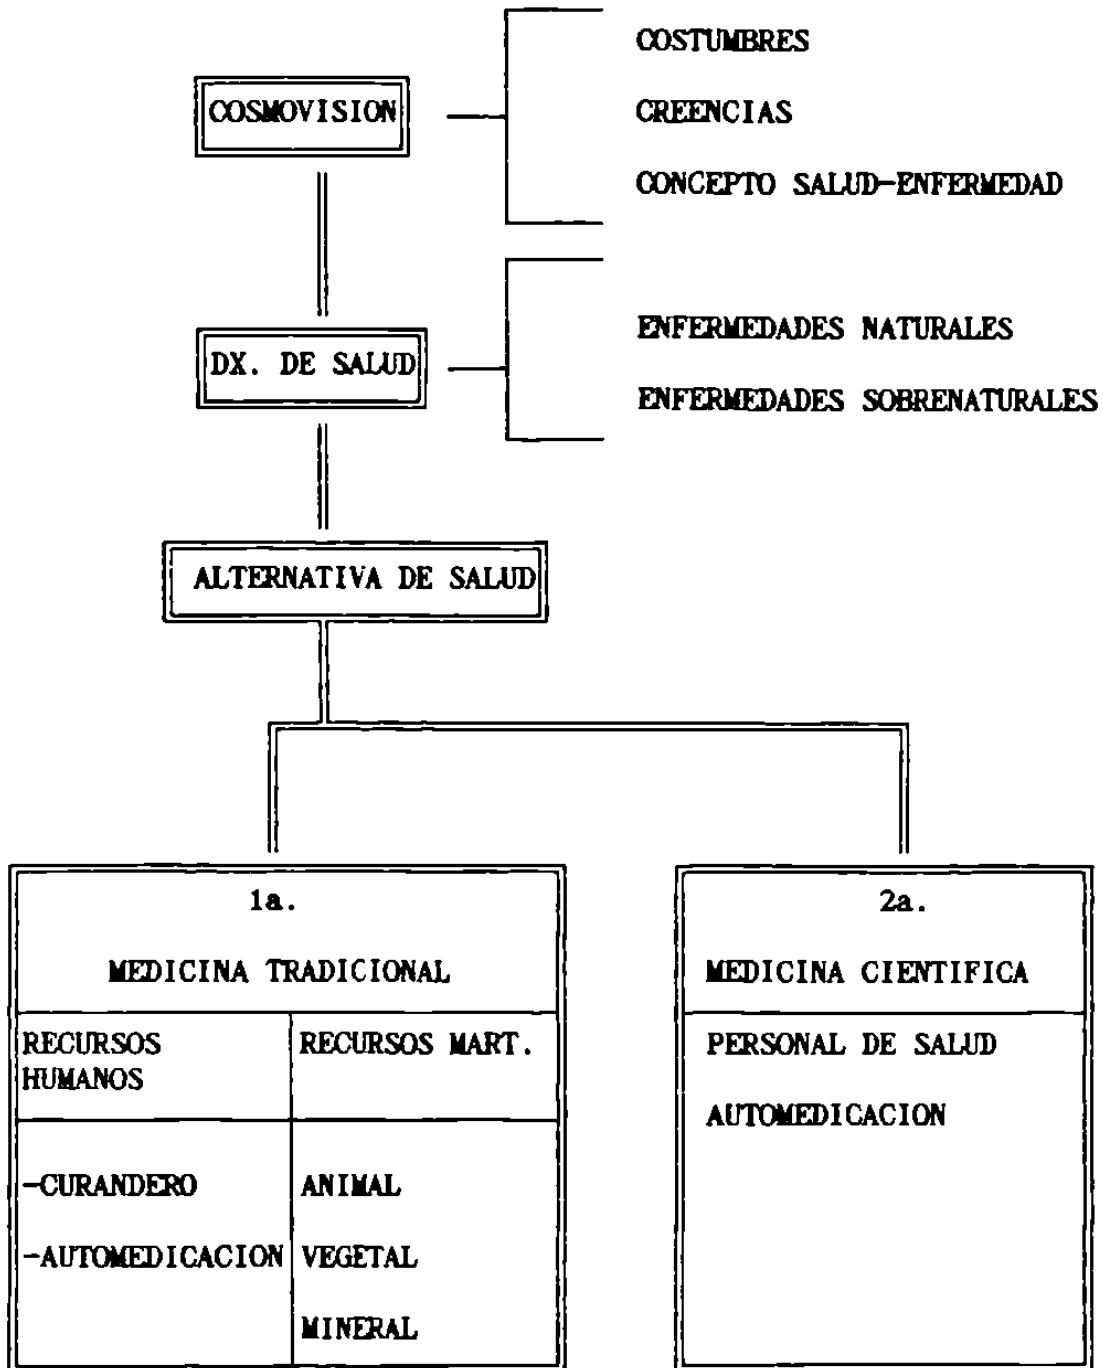 COSTUMBRES
COSMOVISION
CREENCIAS
CONCEPTO SALUD-ENFERMEDAD
ENFERMEDADES NATURALES
DX. DE SALUD
ENFERMEDADES SOBRENATURALES
ALTERNATIVA DE SALUD
1a.
MEDICINA TRADICIONAL
RECURSOS
HUMANOS
RECURSOS MART.
-CURANDERO
-AUTOMEDICACION
ANIMAL
VEGETAL
MINERAL
2a.
MEDICINA CIENTIFICA
PERSONAL DE SALUD
AUTOMEDICACION